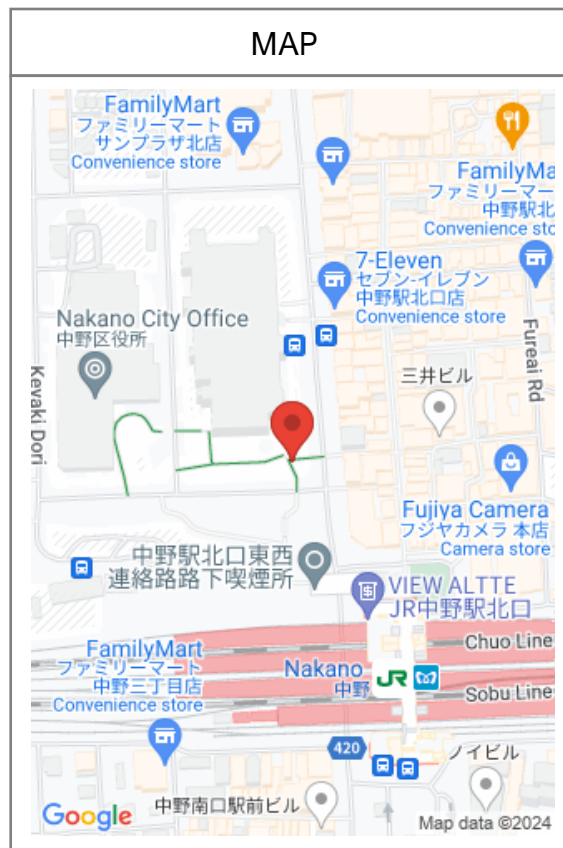 MAP
FamilyMart
ファミリーマート
サンプラザ北店
Convenience store
FamilyMa
ファミリーマー
中野駅北
Convenience sto
7-Eleven
セブン-イレブン
中野駅北口店
Convenience store
Nakano City Office
中野区役所
Kevaki Dori
Fureai Rd
三井ビル
Fujiya Camera
フジヤカメラ 本店
Camera store
中野駅北口東西
連絡路路下喫煙所
VIEW ALTTE
JR中野駅北口
FamilyMart
ファミリーマート
中野三丁目店
Convenience store
Chuo Line
Nakano
中野
JR
Sobu Line
420
ノイビル
中野南口駅前ビル
Google
Map data ©2024